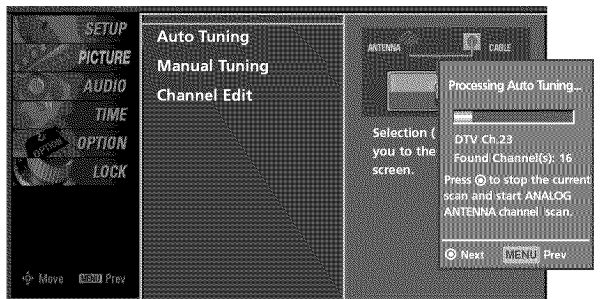 SETUP
PICTURE
AUDIO
TIME
OPTION
LOCK
Move MENU Prev
Auto Tuning
Manual Tuning
Channel Edit
ANTENNA CABLE
Selection (
you to the
screen.
Processing Auto Tuning...
DTV Ch.23
Found Channel(s): 16
Press ◉ to stop the current
scan and start ANALOG
ANTENNA channel scan.
◉ Next MENU Prev